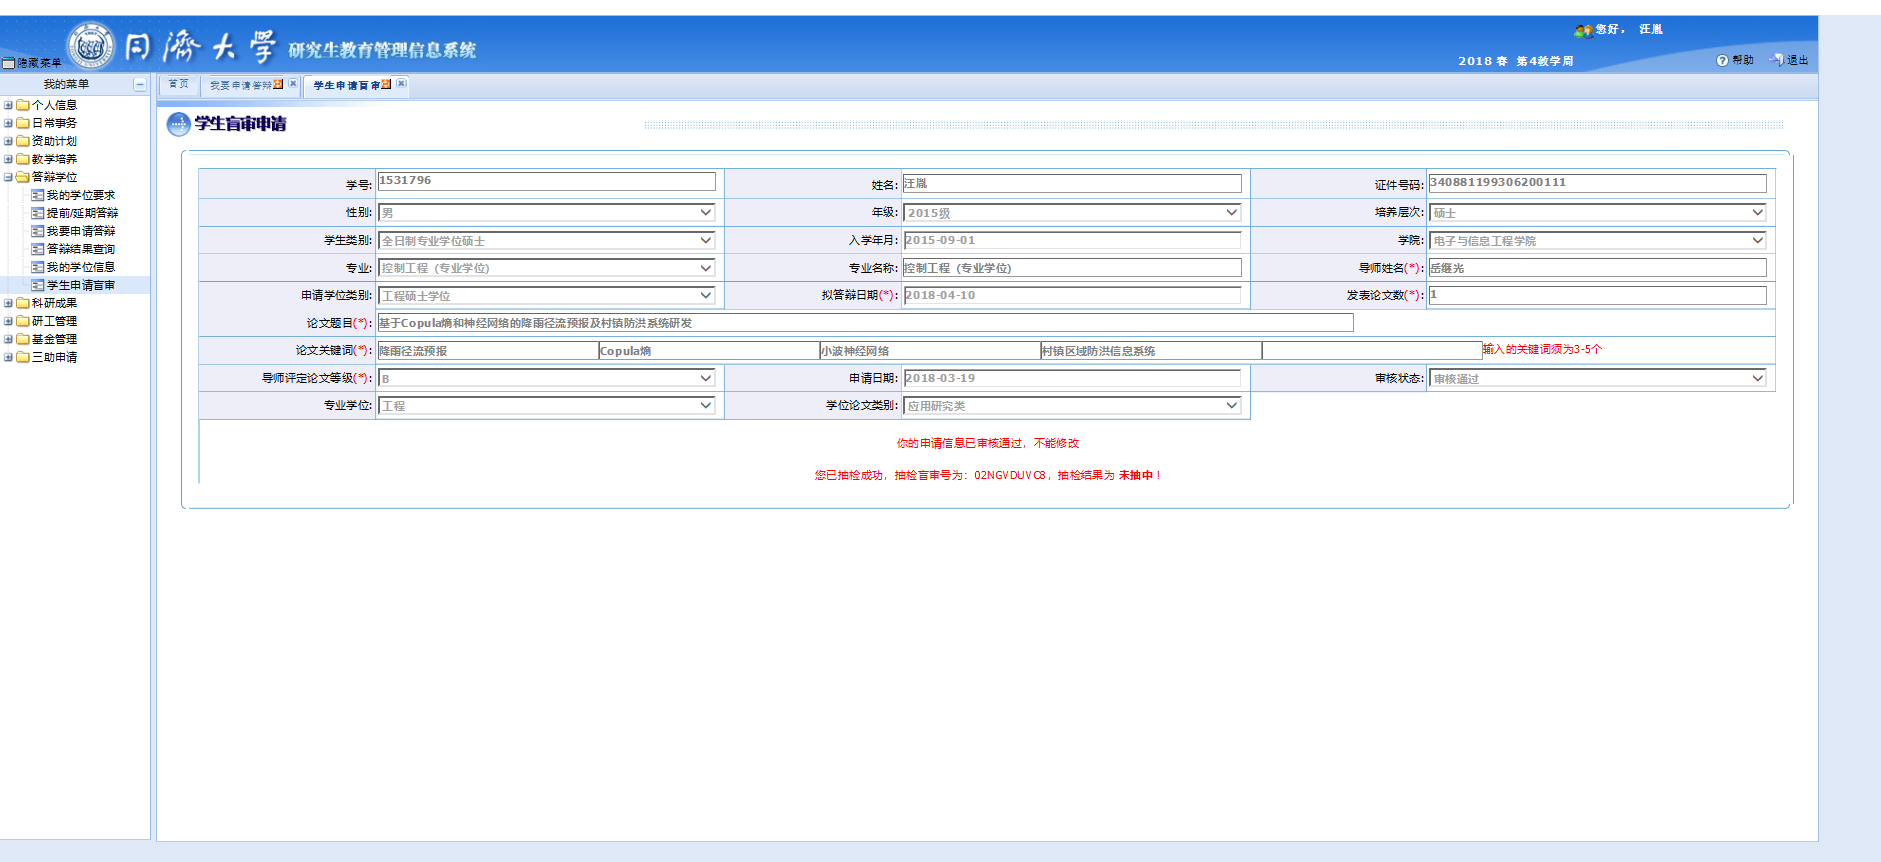 同濟大学 研究生教育管理信息系统
您好， 汪胤
隐藏菜单
2018 春 第4教学周
帮助 退出
我的菜单
首页 我要申请答辩 学生申请盲审
个人信息
日常事务
资助计划
教学培养
答辩学位
我的学位要求
提前/延期答辩
我要申请答辩
答辩结果查询
我的学位信息
学生申请盲审
科研成果
研工管理
基金管理
三助申请
学生盲审申请
学号: 1531796 姓名: 汪胤 证件号码: 340881199306200111
性别: 男 年级: 2015级 培养层次: 硕士
学生类别: 全日制专业学位硕士 入学年月: 2015-09-01 学院: 电子与信息工程学院
专业: 控制工程（专业学位） 专业名称: 控制工程（专业学位） 导师姓名(*): 岳继光
申请学位类别: 工程硕士学位 拟答辩日期(*): 2018-04-10 发表论文数(*): 1
论文题目(*): 基于Copula熵和神经网络的降雨径流预报及村镇防洪系统研发
论文关键词(*): 降雨径流预报 Copula熵 小波神经网络 村镇区域防洪信息系统 输入的关键词须为3-5个
导师评定论文等级(*): B 申请日期: 2018-03-19 审核状态: 审核通过
专业学位: 工程 学位论文类别: 应用研究类
你的申请信息已审核通过，不能修改
您已抽检成功，抽检盲审号为：02NGVDUVC8，抽检结果为 未抽中！